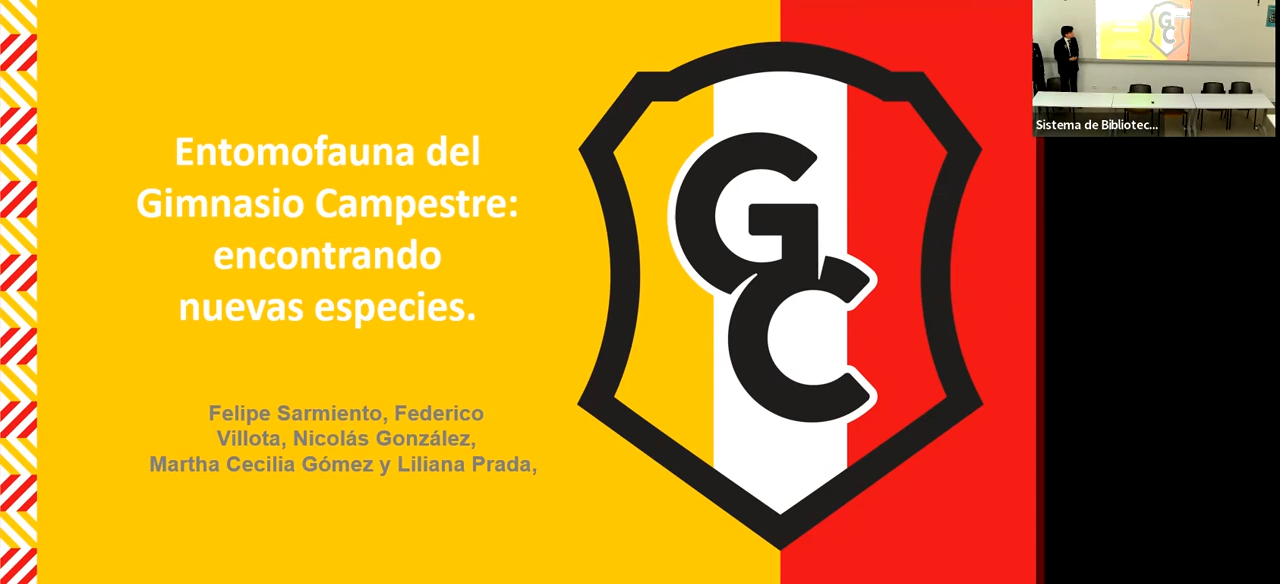 Entomofauna del
Gimnasio Campestre:
encontrando
nuevas especies.
Felipe Sarmiento, Federico
Villota, Nicolás González,
Martha Cecilia Gómez y Liliana Prada,
GC
Sistema de Bibliotec...